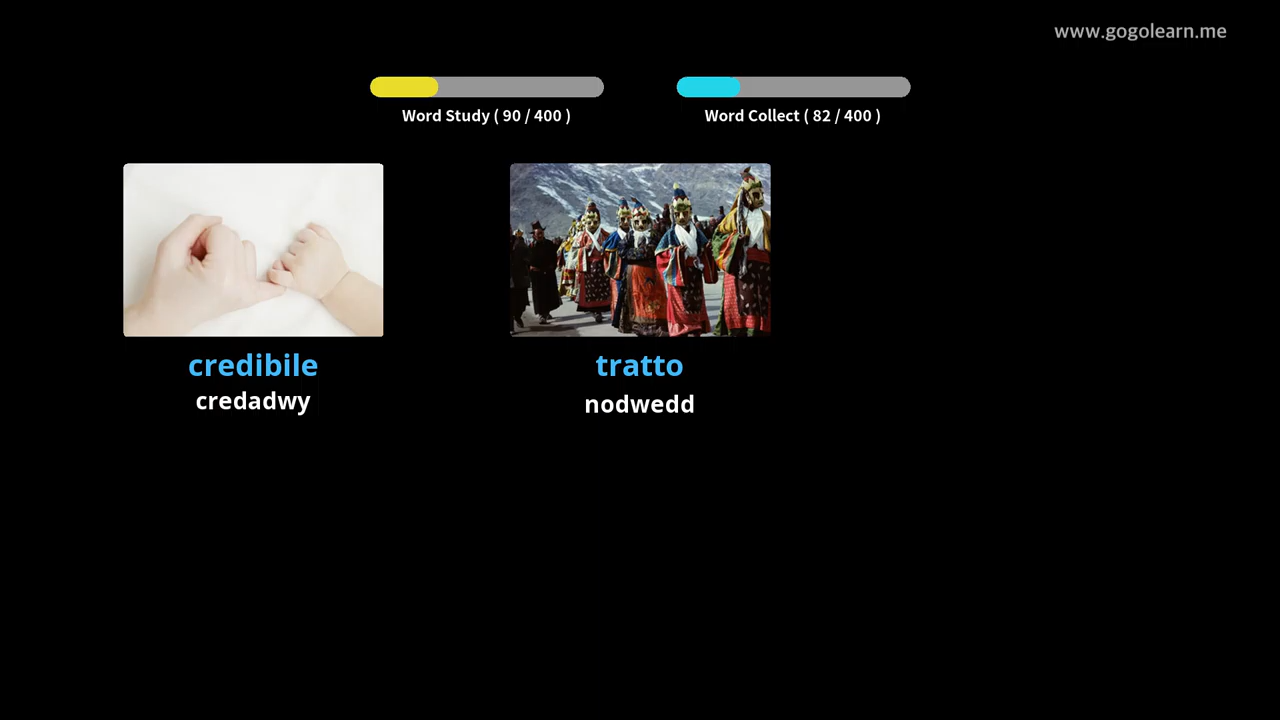 www.gogolearn.me
Word Study ( 90 / 400 )
Word Collect ( 82 / 400 )
credibile
credadwy
tratto
nodwedd